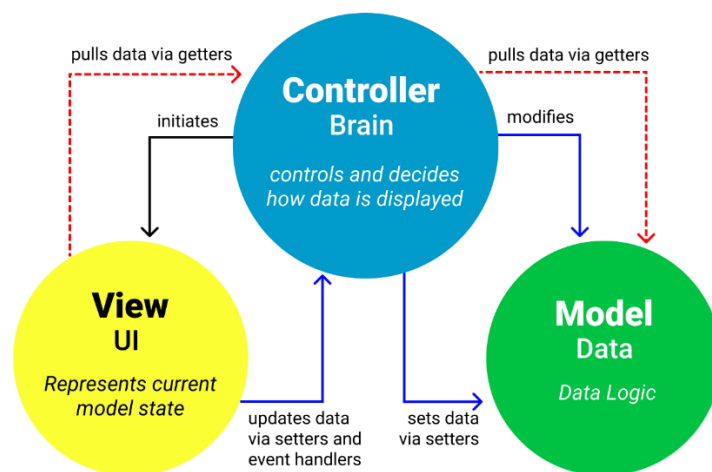 pulls data via getters
pulls data via getters
Controller
Brain
initiates
modifies
controls and decides
how data is displayed
View
UI
Represents current
model state
Model
Data
Data Logic
updates data
via setters and
event handlers
sets data
via setters